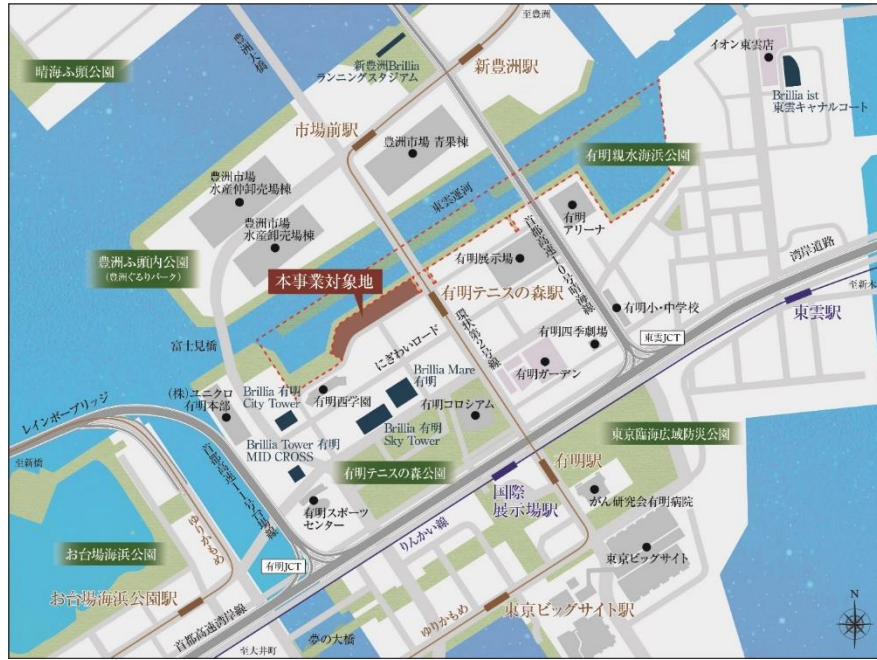 至豊洲
豊洲大橋
新豊洲Brillia
ランニングスタジアム
新豊洲駅
イオン東雲店
Brillia ist
東雲キャナルコート
晴海ふ頭公園
市場前駅
豊洲市場 青果棟
有明親水海浜公園
豊洲市場
水産仲卸売場棟
東雲運河
有明
アリーナ
豊洲市場
水産卸売場棟
首都高速10号晴海線
有明展示場
湾岸道路
豊洲ふ頭内公園
(豊洲ぐるりパーク)
本事業対象地
有明テニスの森駅
有明小・中学校
至新木
東雲駅
富士見橋
にぎわいロード
環状第2号線
有明四季劇場
東雲JCT
(株)ユニクロ
有明本部
Brillia 有明
City Tower
有明西学園
Brillia Mare
有明
有明ガーデン
レインボーブリッジ
有明コロシアム
Brillia 有明
Sky Tower
東京臨海広域防災公園
Brillia Tower 有明
MID CROSS
至新橋
首都高速11号台場線
有明テニスの森公園
有明駅
国際
展示場駅
がん研究会有明病院
有明スポーツ
センター
りんかい線
ゆりかもめ
お台場海浜公園
東京ビッグサイト
有明JCT
お台場海浜公園駅
東京ビッグサイト駅
首都高速湾岸線
ゆりかもめ
夢の大橋
至大井町
N